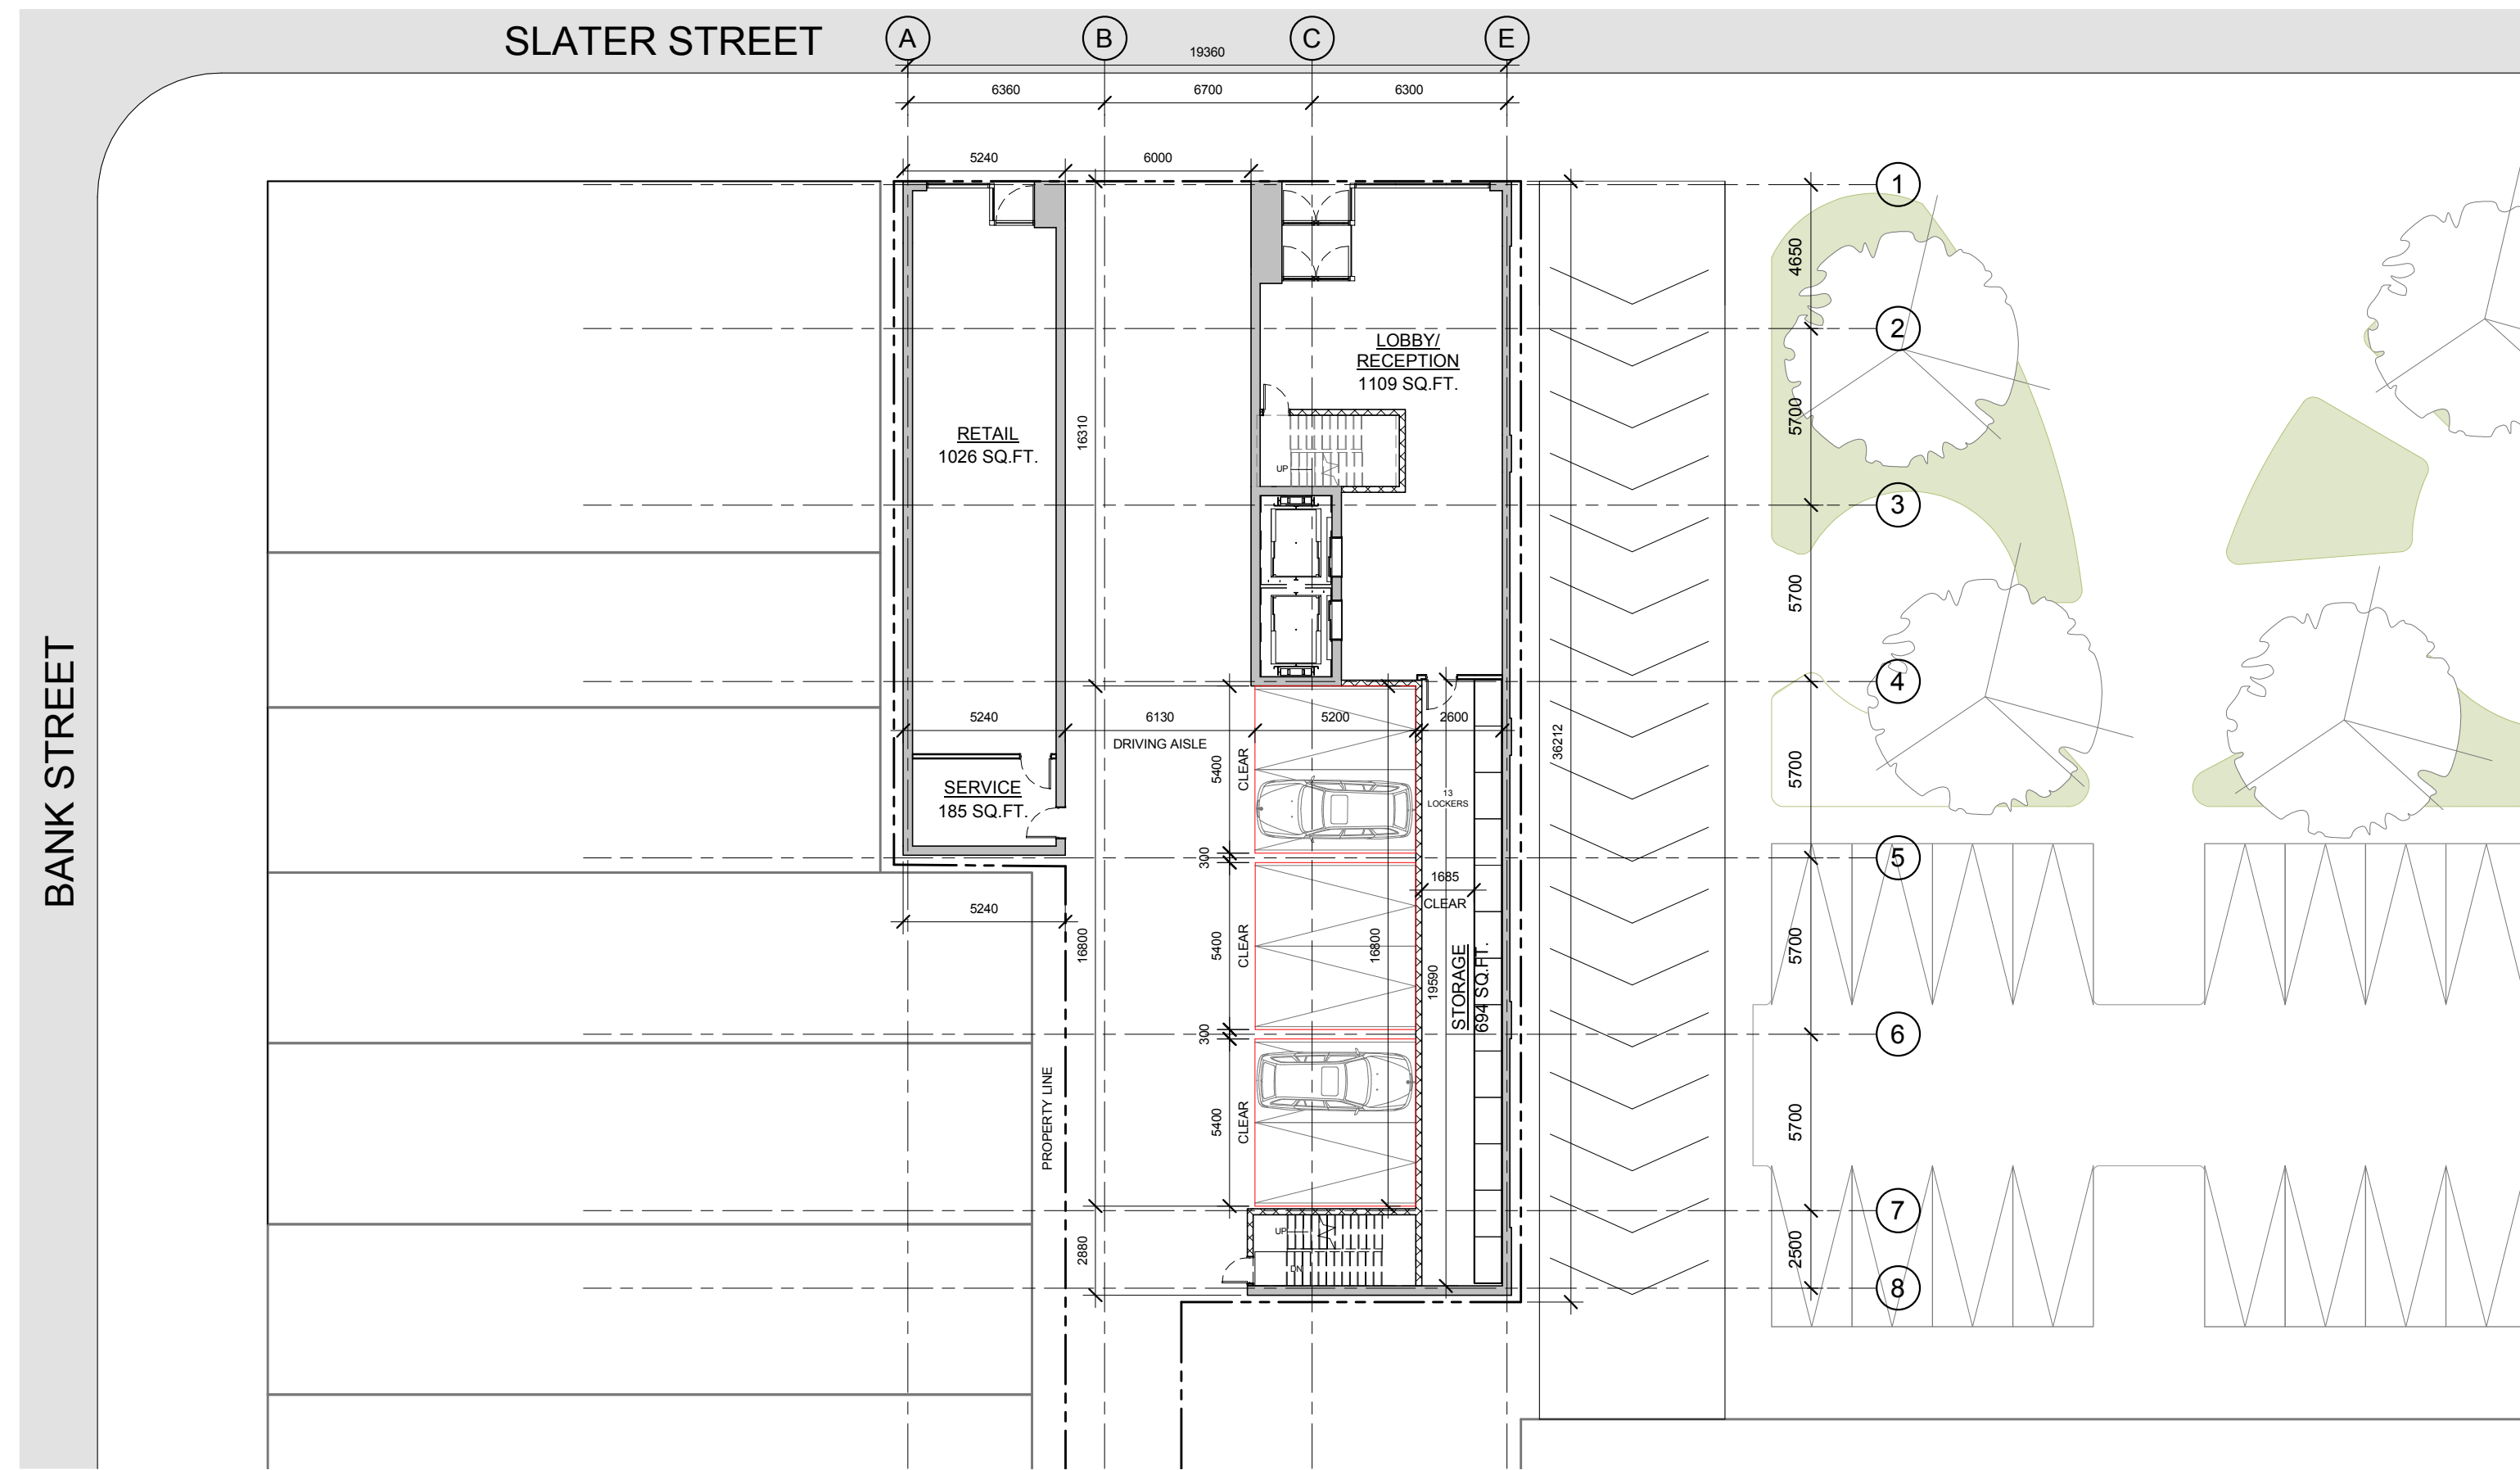 SLATER STREET
A
B
C
E
19360
6360
6700
6300
5240
6000
1
4650
2
LOBBY/
RECEPTION
1109 SQ.FT.
5700
RETAIL
1026 SQ.FT.
16310
UP
3
5700
4
BANK STREET
5240
6130
5200
2600
DRIVING AISLE
36212
5400
CLEAR
5700
SERVICE
185 SQ.FT.
13
LOCKERS
300
5
1685
CLEAR
5240
16800
5400
CLEAR
16800
19590
STORAGE
694 SQ.FT.
5700
300
6
PROPERTY LINE
5400
CLEAR
5700
7
UP
2880
DN
2500
8